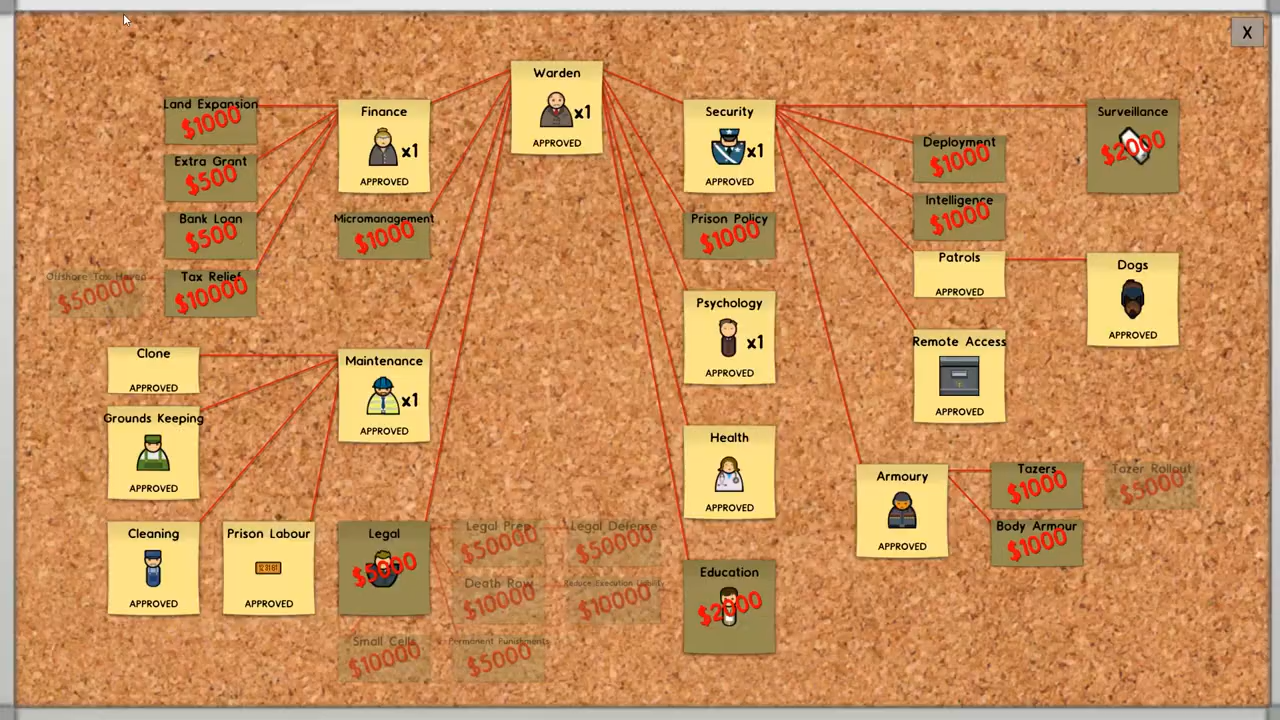 X
Warden
x1
APPROVED
Land Expansion
$1000
Extra Grant
$500
Bank Loan
$500
Offshore Tax Haven
$50000
Tax Relief
$10000
Finance
x1
APPROVED
Micromanagement
$1000
Clone
APPROVED
Grounds Keeping
APPROVED
Cleaning
APPROVED
Prison Labour
APPROVED
Maintenance
x1
APPROVED
Legal
$5000
Legal Prep
$50000
Legal Defense
$50000
Death Row
$10000
Reduce Execution Liability
$10000
Small Cells
$10000
Permanent Punishments
$5000
Security
x1
APPROVED
Prison Policy
$1000
Psychology
x1
APPROVED
Health
APPROVED
Education
$2000
Deployment
$1000
Intelligence
$1000
Patrols
APPROVED
Remote Access
APPROVED
Surveillance
$2000
Dogs
APPROVED
Armoury
APPROVED
Tazers
$1000
Tazer Rollout
$5000
Body Armour
$1000